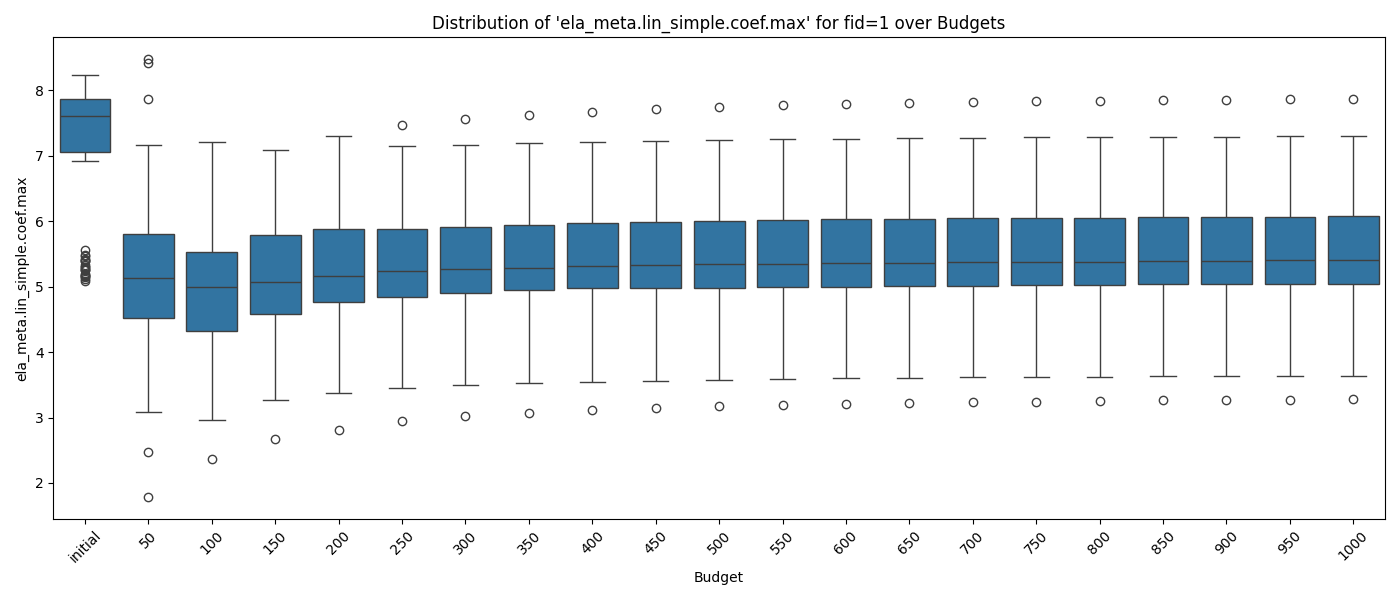 Distribution of 'ela_meta.lin_simple.coef.max' for fid=1 over Budgets
ela_meta.lin_simple.coef.max
8
7
6
5
4
3
2
initial 50 100 150 200 250 300 350 400 450 500 550 600 650 700 750 800 850 900 950 1000
Budget